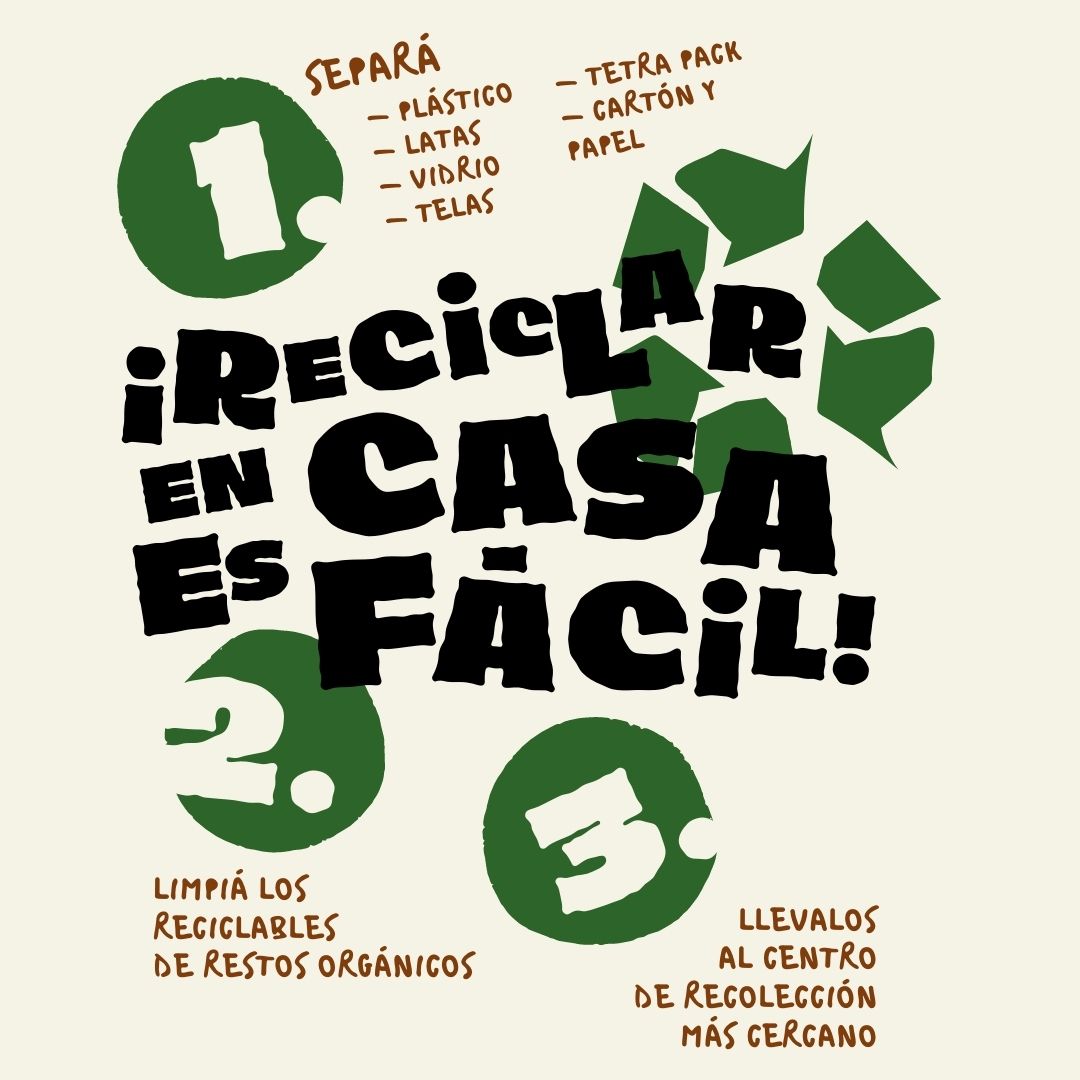 1.
SEPARÁ
– PLÁSTICO
– LATAS
– VIDRIO
– TELAS
– TETRA PACK
– CARTÓN Y
PAPEL
¡RECICLAR
EN CASA
ES FÁCIL!
2.
LIMPIÁ LOS
RECICLABLES
DE RESTOS ORGÁNICOS
3.
LLEVALOS
AL CENTRO
DE RECOLECCIÓN
MÁS CERCANO